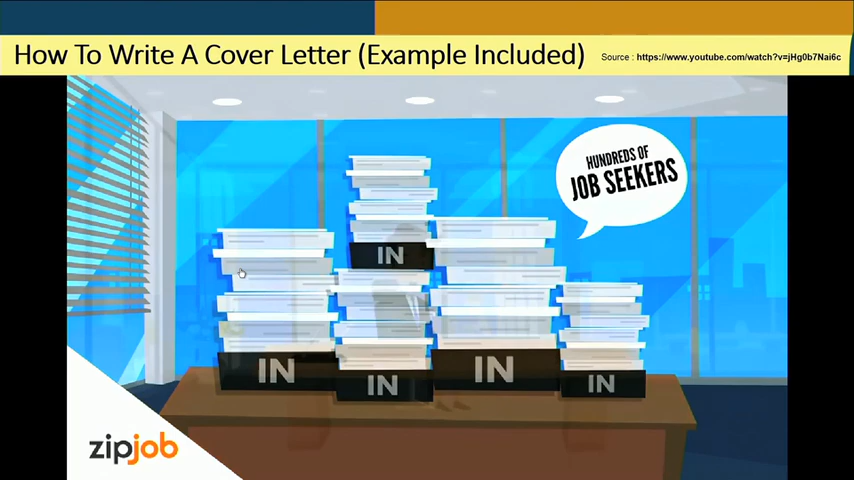 How To Write A Cover Letter (Example Included)
Source : https://www.youtube.com/watch?v=jHg0b7Nai6c
HUNDREDS OF
JOB SEEKERS
IN
IN
IN
IN
IN
zipjob